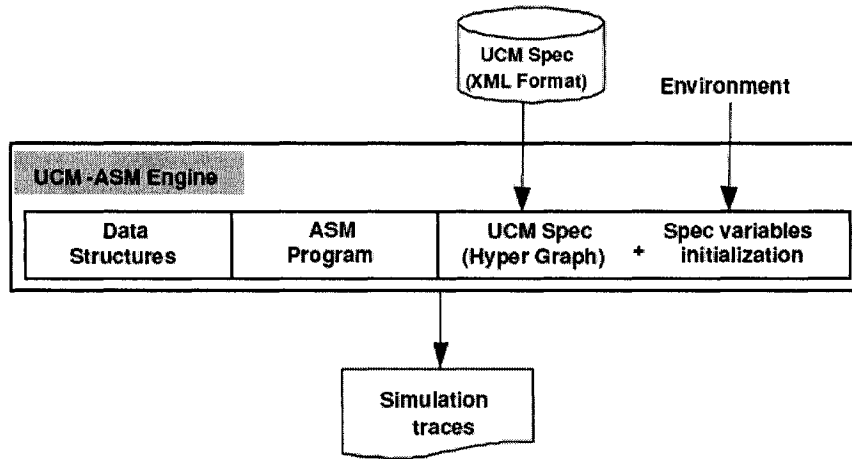 UCM Spec
(XML Format)
Environment
UCM -ASM Engine
Data
Structures
ASM
Program
UCM Spec
(Hyper Graph)
+
Spec variables
initialization
Simulation
traces